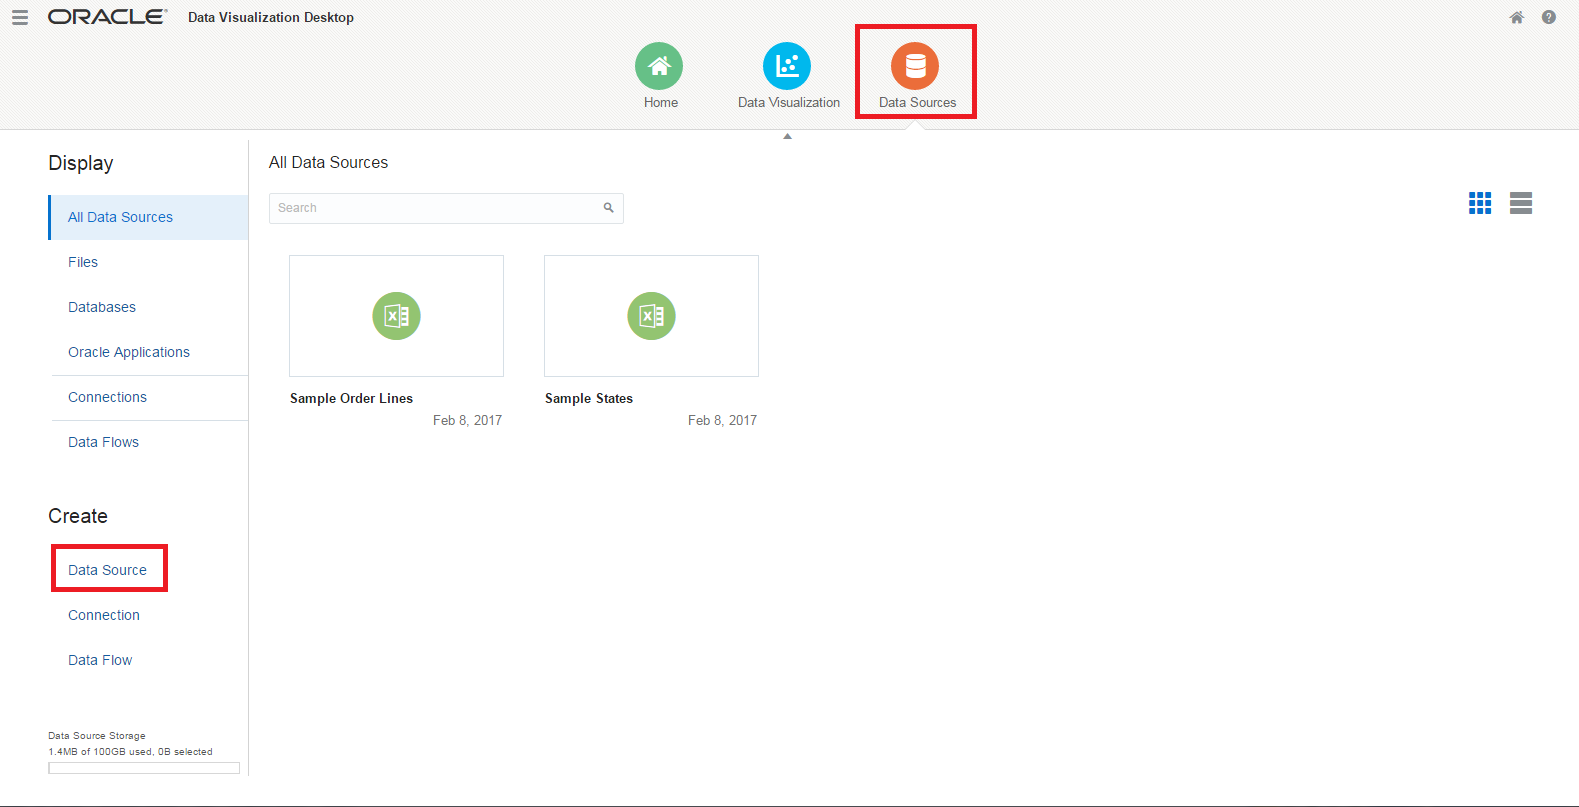 ORACLE® Data Visualization Desktop
Home
Data Visualization
Data Sources
Display
All Data Sources
Files
Databases
Oracle Applications
Connections
Data Flows
Create
Data Source
Connection
Data Flow
Data Source Storage
1.4MB of 100GB used, 0B selected
All Data Sources
Search
Sample Order Lines
Feb 8, 2017
Sample States
Feb 8, 2017